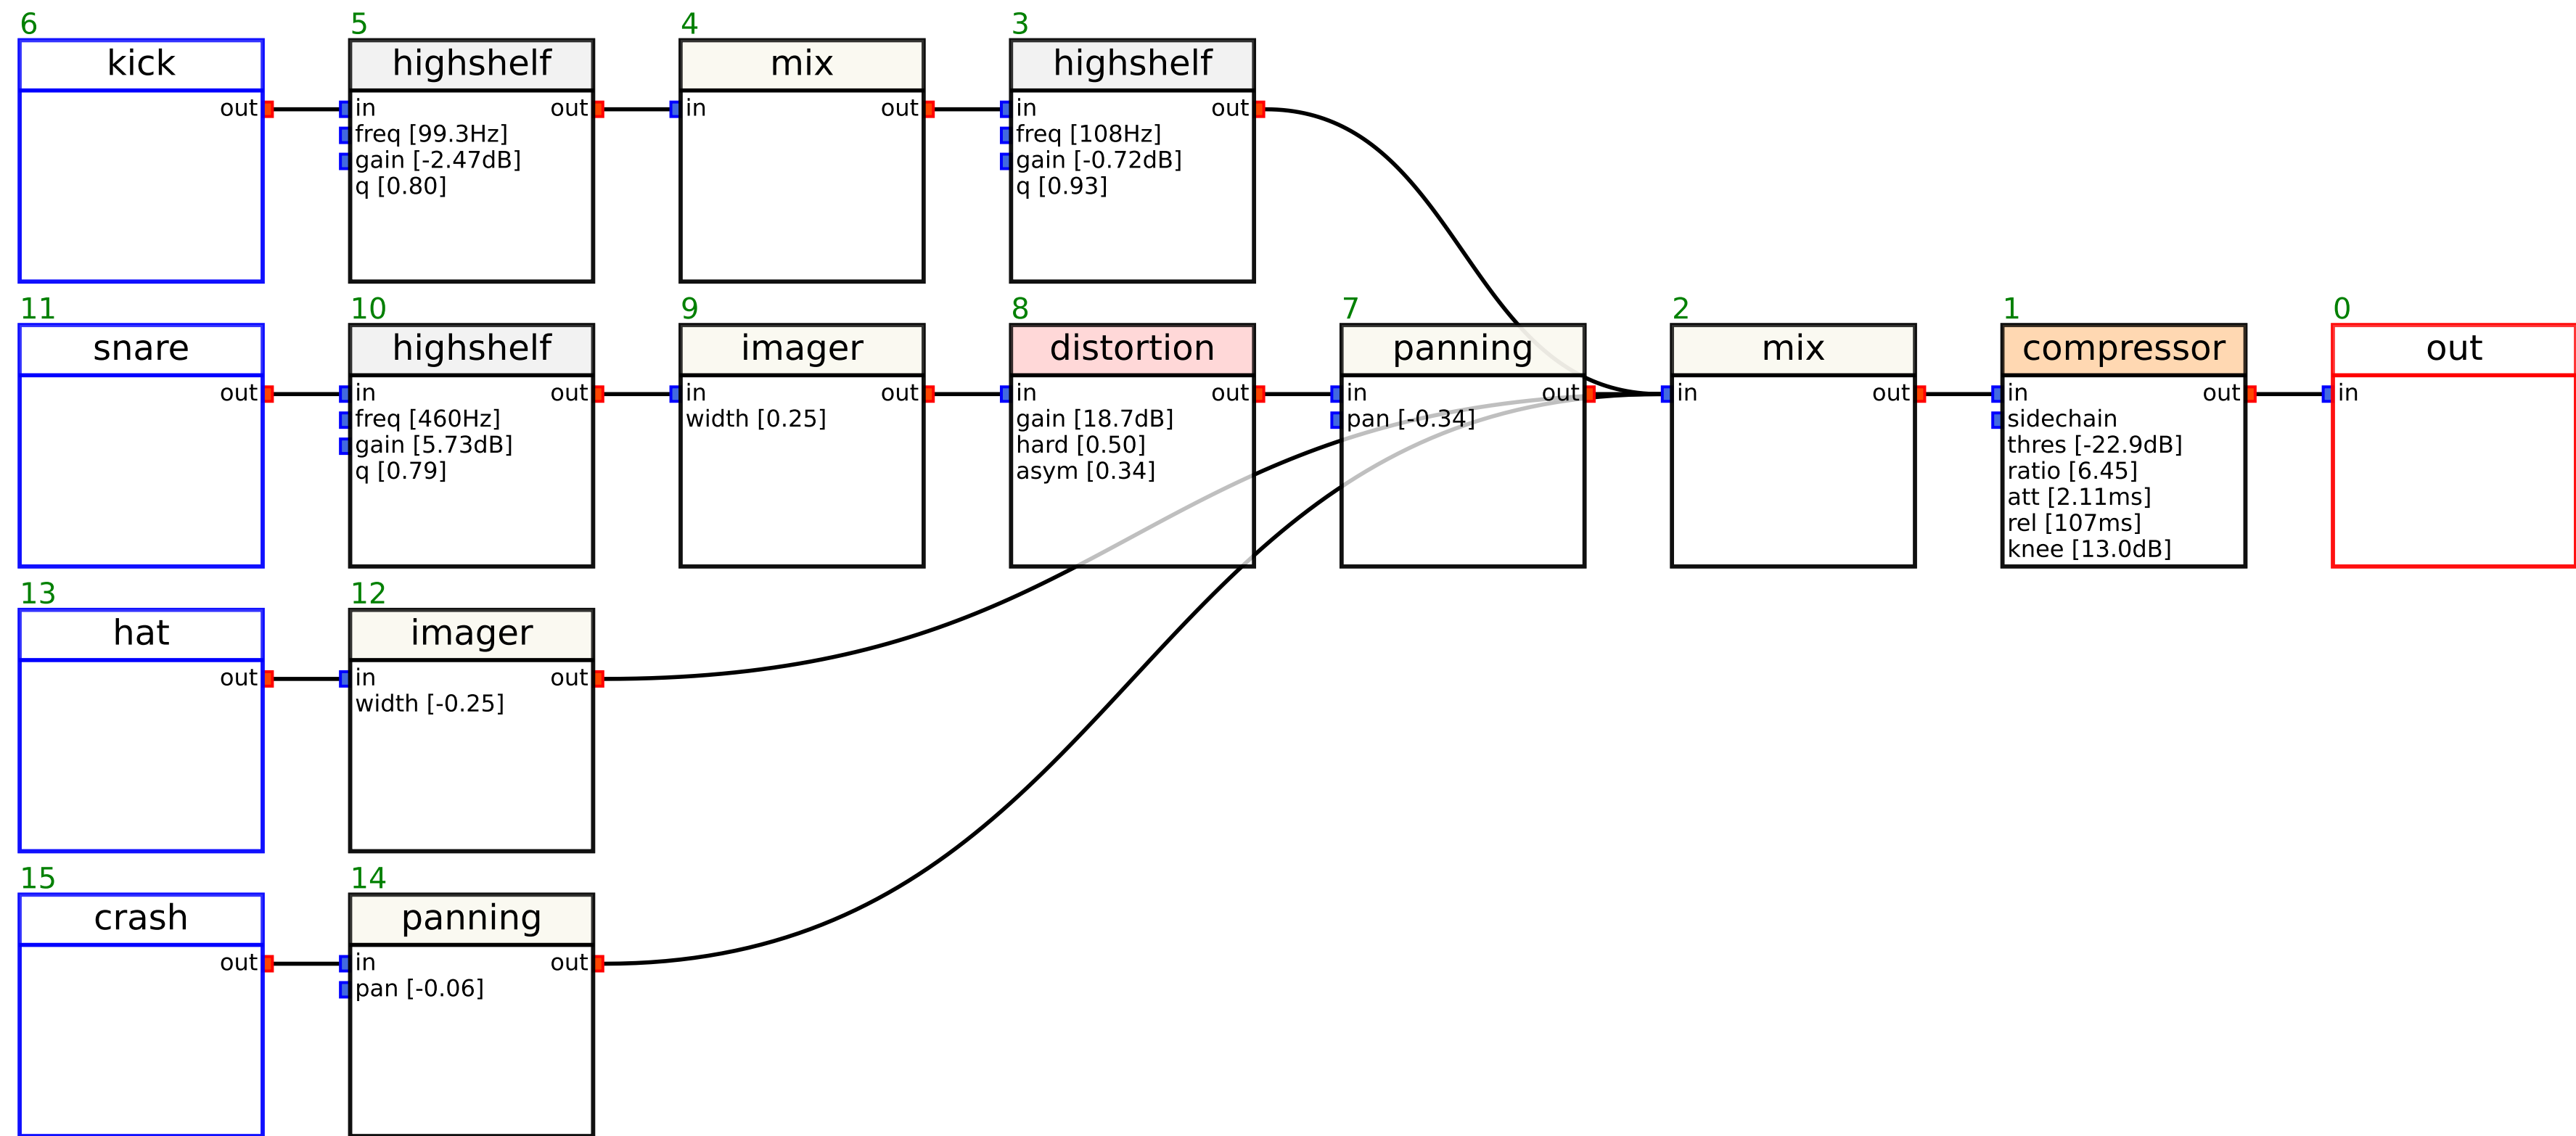 6
kick
out
5
highshelf
in out
freq [99.3Hz]
gain [-2.47dB]
q [0.80]
4
mix
in out
3
highshelf
in out
freq [108Hz]
gain [-0.72dB]
q [0.93]
11
snare
out
10
highshelf
in out
freq [460Hz]
gain [5.73dB]
q [0.79]
9
imager
in out
width [0.25]
8
distortion
in out
gain [18.7dB]
hard [0.50]
asym [0.34]
7
panning
in out
pan [-0.34]
2
mix
in out
1
compressor
in out
sidechain
thres [-22.9dB]
ratio [6.45]
att [2.11ms]
rel [107ms]
knee [13.0dB]
0
out
in
13
hat
out
12
imager
in out
width [-0.25]
15
crash
out
14
panning
in out
pan [-0.06]